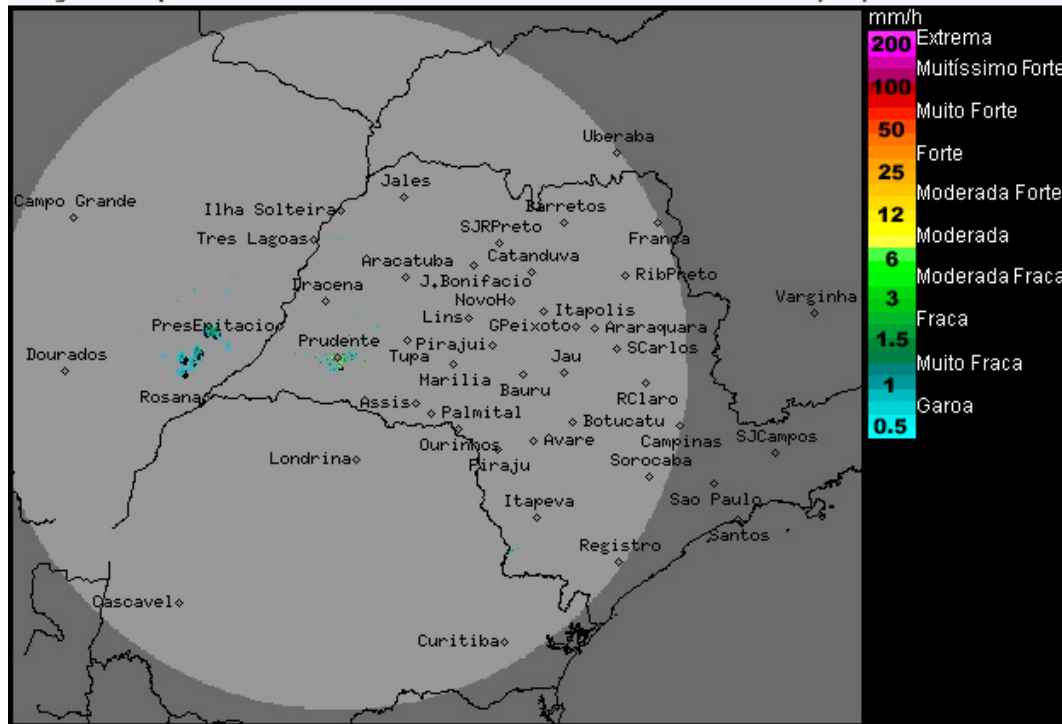 mm/h
200 Extrema
Muitíssimo Forte
100
Muito Forte
50
Forte
25
Moderada Forte
12
Moderada
6
Moderada Fraca
3
Fraca
1.5
Muito Fraca
1
Garoa
0.5
Uberaba
Jales
Campo Grande
Ilha Solteira
Barretos
SJRPreto
Franca
Tres Lagoas
Catanduva
Aracatuba
J.Bonifacio
RibPreto
Dracena
NovoH
Itapolis
Varginha
Lins
PresEpitacio
GPeixoto
Araraquara
Prudente
Pirajui
SCarlos
Dourados
Tupa
Jau
Marilia
Bauru
Rosana
Assis
RClaro
Palmital
Botucatu
Ourinhos
Avare
Campinas
SJCampos
Londrina
Piraju
Sorocaba
Itapeva
Sao Paulo
Santos
Registro
Cascavel
Curitiba